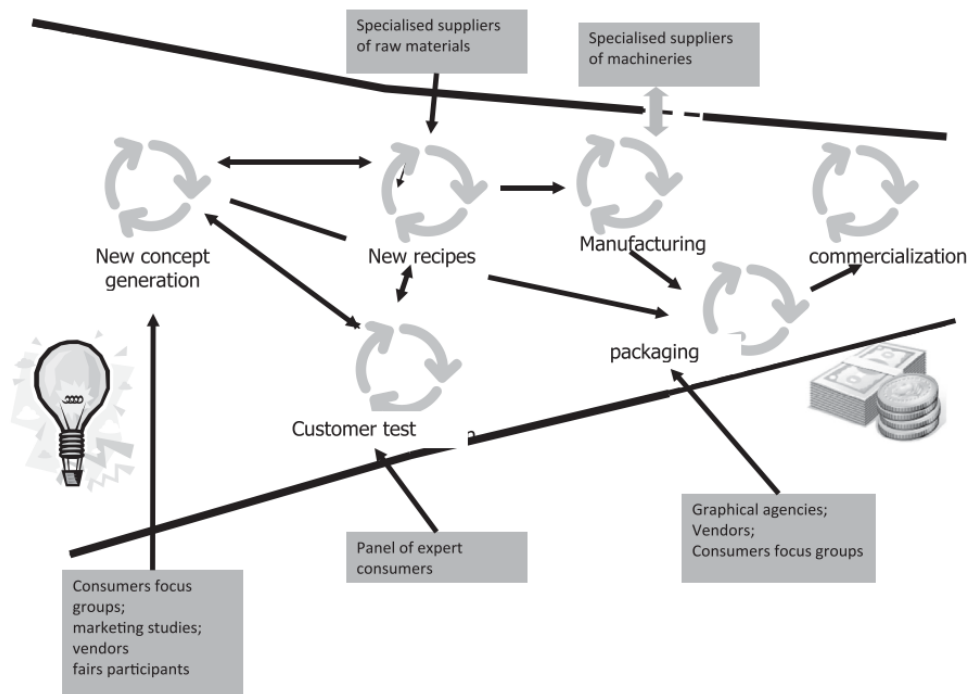 Specialised suppliers
of raw materials
Specialised suppliers
of machineries
New concept
generation
New recipes
Manufacturing
commercialization
packaging
Customer test
Graphical agencies;
Vendors;
Consumers focus groups
Panel of expert
consumers
Consumers focus
groups;
marketing studies;
vendors
fairs participants